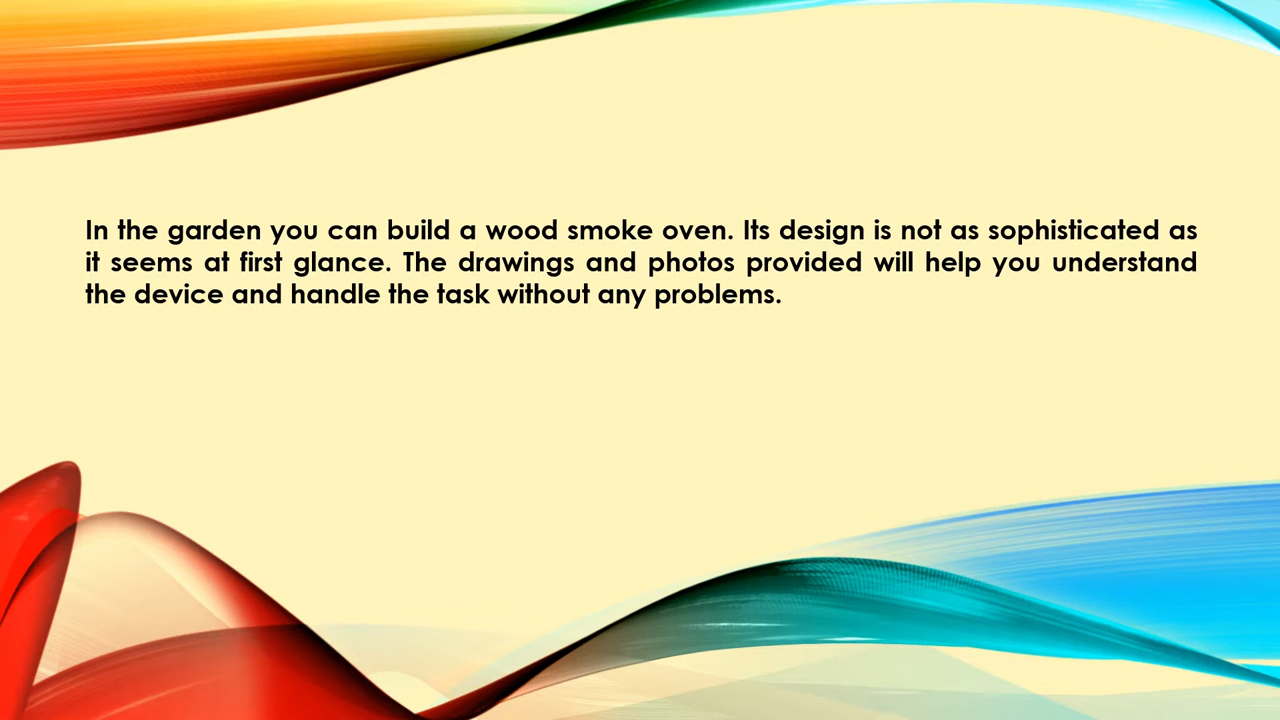 In the garden you can build a wood smoke oven. Its design is not as sophisticated as
it seems at first glance. The drawings and photos provided will help you understand
the device and handle the task without any problems.